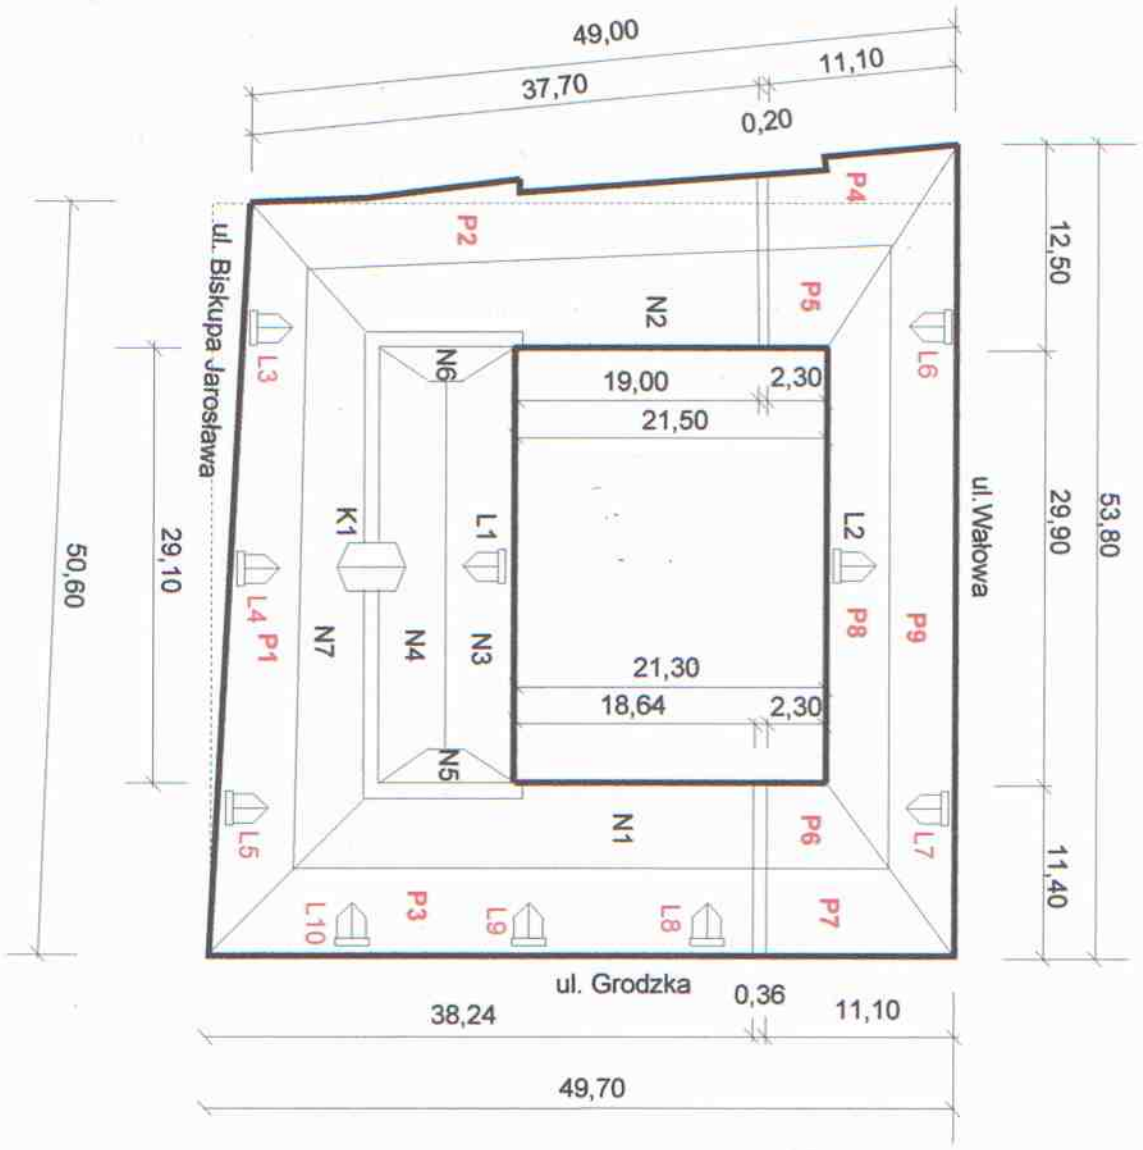 49,00
37,70
11,10
0,20
P4
P2
12,50
ul. Biskupa Jarosława
P5
N2
L3
L6
N6
19,00
2,30
21,50
ul.Wałowa
53,80
29,90
K1
L1
L2
29,10
50,60
L4
P1
N7
N4
N3
P8
P9
21,30
18,64
2,30
N5
L5
N1
P6
L7
11,40
P3
P7
L10
L9
L8
ul. Grodzka
0,36
38,24
11,10
49,70